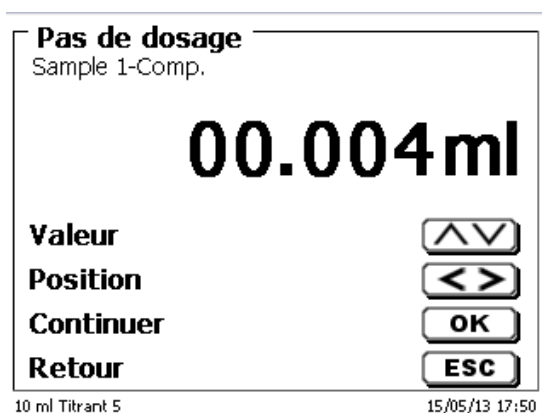 Pas de dosage
Sample 1-Comp.
00.004ml
Valeur
Position
Continuer OK
Retour ESC
10 ml Titrant 5 15/05/13 17:50